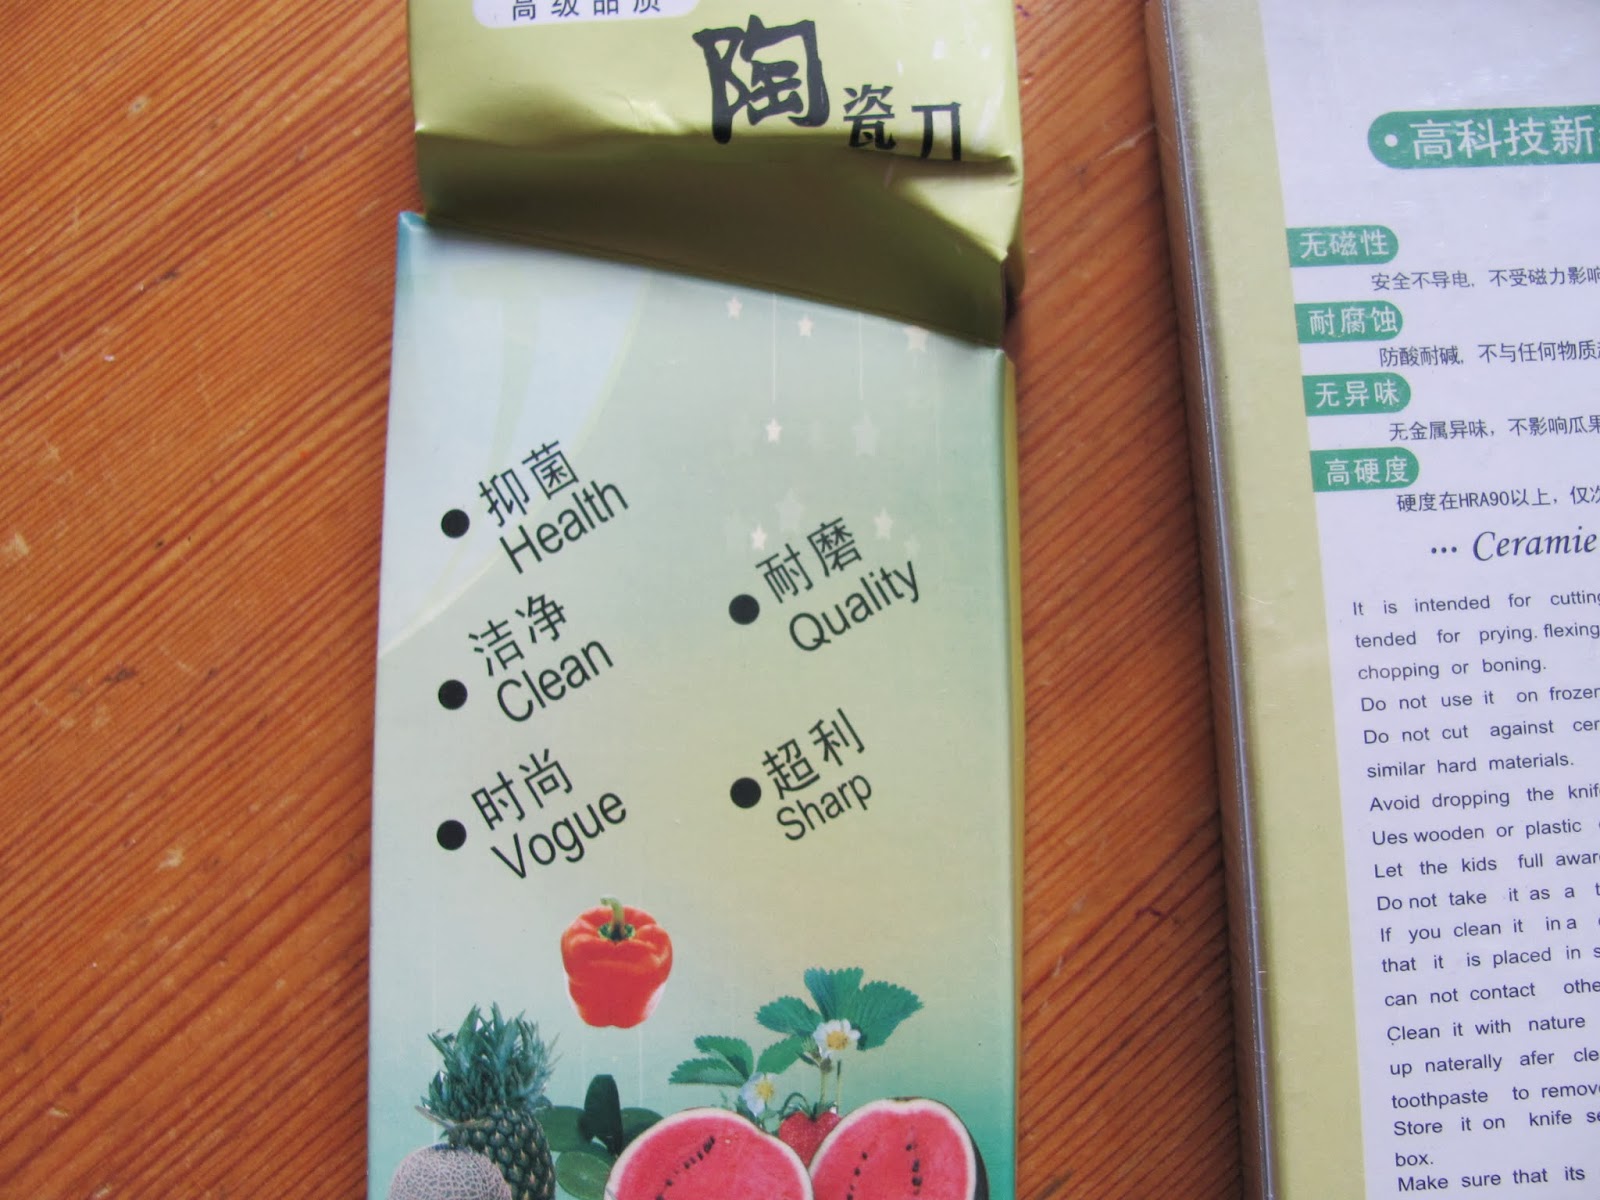 高级品质
陶瓷刀
抑菌
Health
洁净
Clean
时尚
Vogue
耐磨
Quality
超利
Sharp
高科技新
无磁性
安全不导电，不受磁力影响
耐腐蚀
防酸耐碱，不与任何物质
无异味
无金属异味，不影响瓜果
高硬度
硬度在HRA90以上，仅次
... Ceramic
It is intended for cutting
tended for prying. flexing
chopping or boning.
Do not use it on frozen
Do not cut against cer
similar hard materials.
Avoid dropping the knife
Ues wooden or plastic
Let the kids full aware
Do not take it as a t
If you clean it in a
that it is placed in s
can not contact othe
Clean it with nature
up naterally afer cle
toothpaste to remove
Store it on knife se
box.
Make sure that its